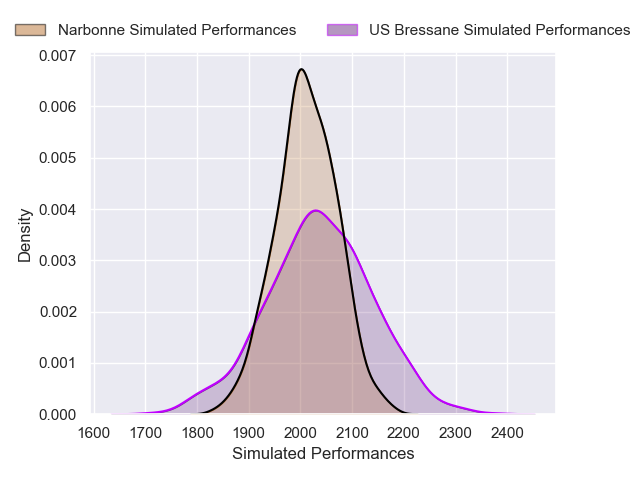 Narbonne Simulated Performances US Bressane Simulated Performances
0.007
0.006
0.005
0.004
0.003
0.002
0.001
0.000
Density
1600 1700 1800 1900 2000 2100 2200 2300 2400
Simulated Performances